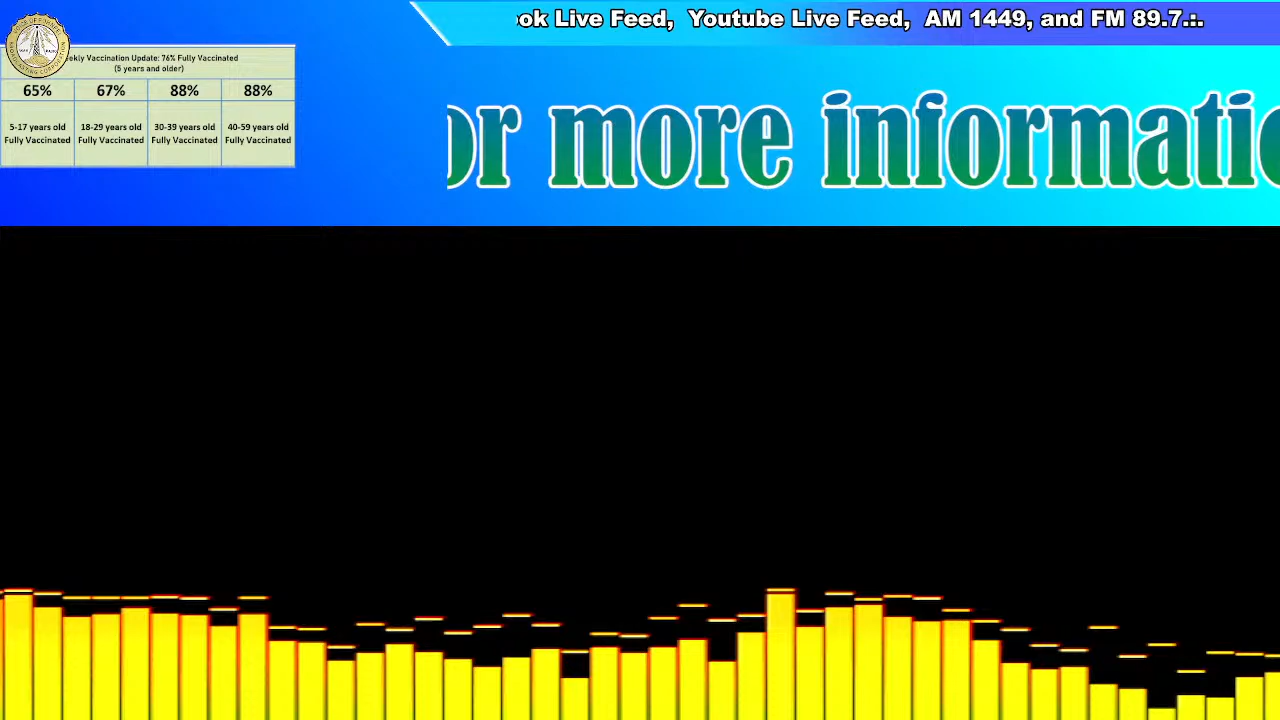 ok Live Feed, Youtube Live Feed, AM 1449, and FM 89.7.:.
ekly Vaccination Update: 76% Fully Vaccinated
(5 years and older)
65% 67% 88% 88%
5-17 years old 18-29 years old 30-39 years old 40-59 years old
Fully Vaccinated Fully Vaccinated Fully Vaccinated Fully Vaccinated
or more informatio